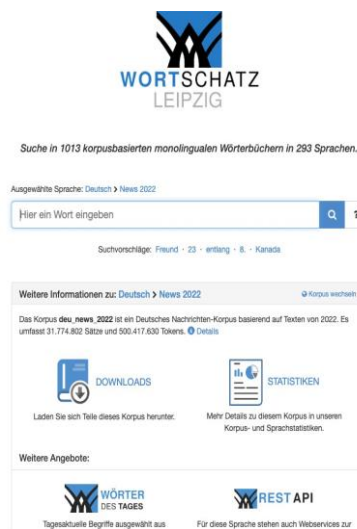 WORTSCHATZ
LEIPZIG
Suche in 1013 korpusbasierten monolingualen Wörterbüchern in 293 Sprachen.
Ausgewählte Sprache: Deutsch > News 2022
Hier ein Wort eingeben
?
Suchvorschläge: Freund · 23 · entlang · 8. · Kanada
Weitere Informationen zu: Deutsch > News 2022
Korpus wechseln
Das Korpus deu_news_2022 ist ein Deutsches Nachrichten-Korpus basierend auf Texten von 2022. Es
umfasst 31.774.802 Sätze und 500.417.630 Tokens. Details
DOWNLOADS
Laden Sie sich Teile dieses Korpus herunter.
STATISTIKEN
Mehr Details zu diesem Korpus in unseren
Korpus- und Sprachstatistiken.
Weitere Angebote:
WÖRTER
DES TAGES
Tagesaktuelle Begriffe ausgewählt aus
REST API
Für diese Sprache stehen auch Webservices zur